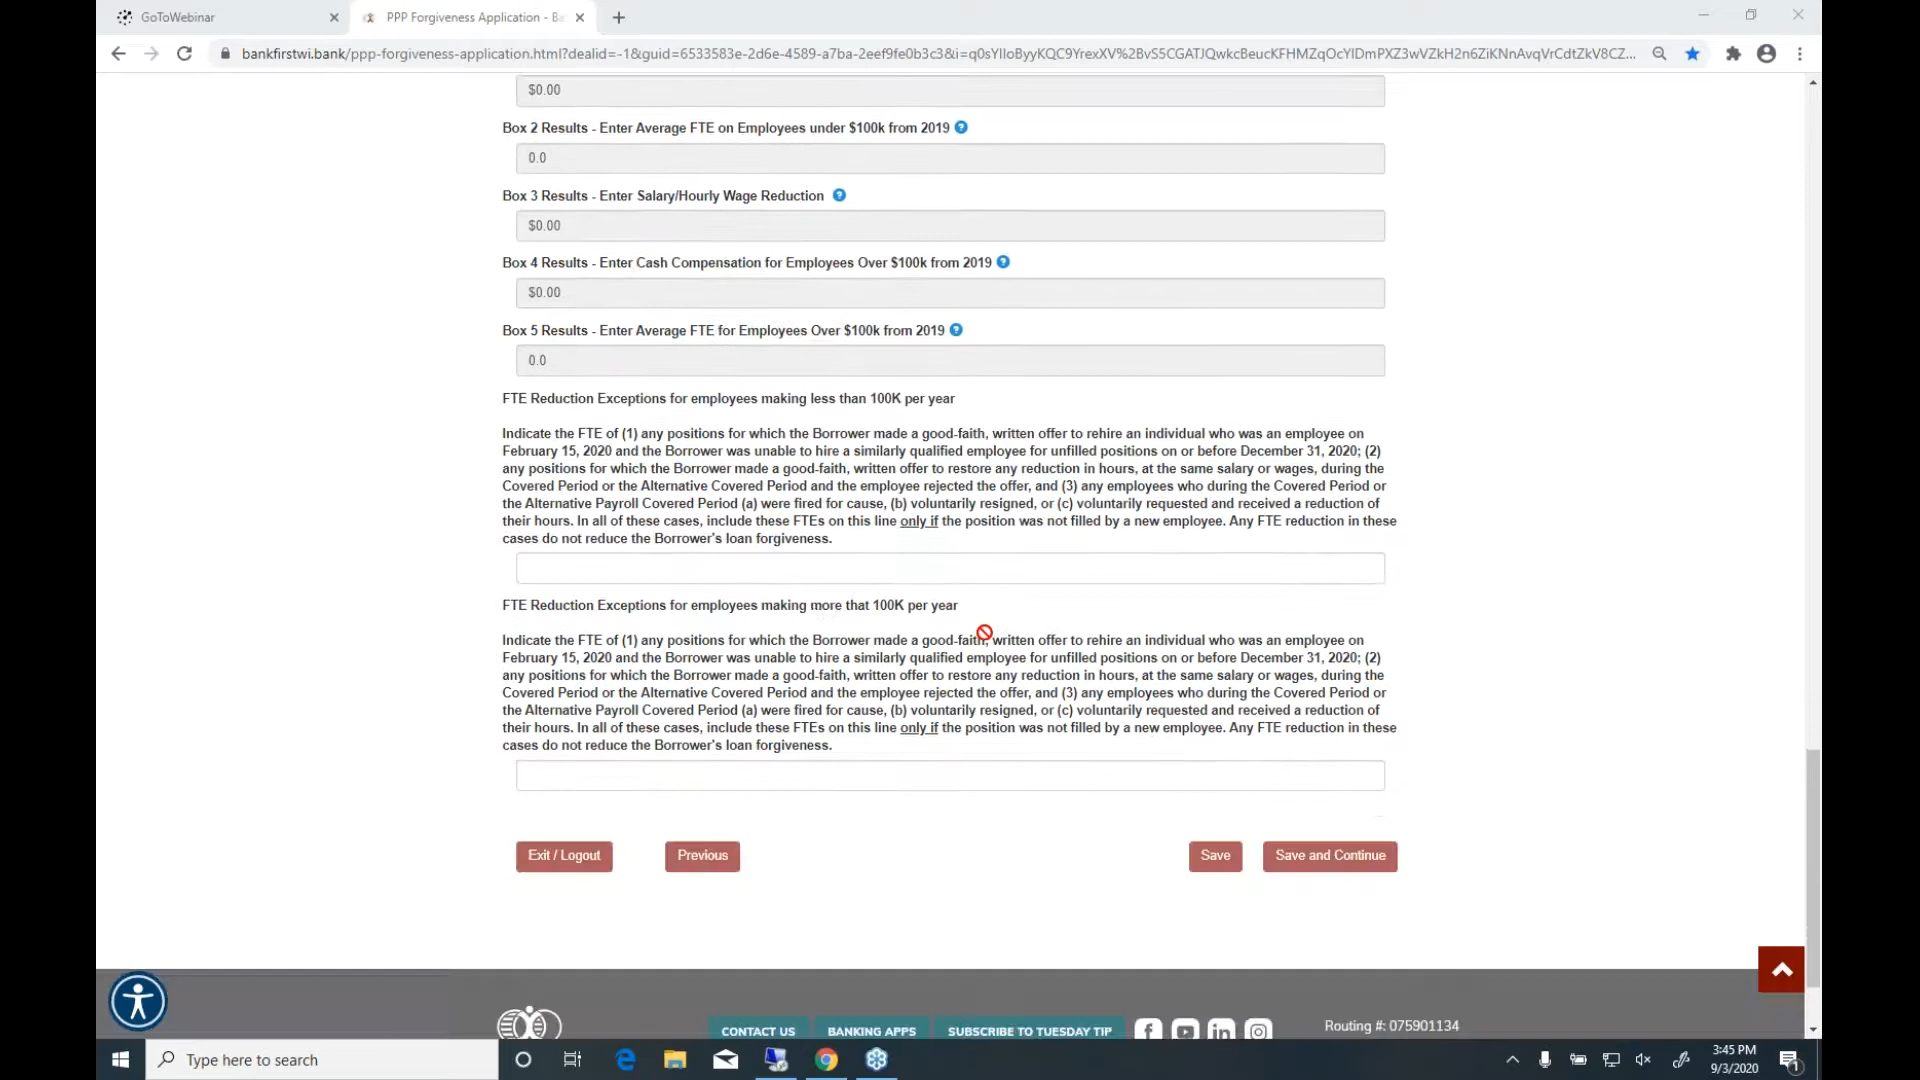 GoToWebinar
PPP Forgiveness Application - Ba
bankfirstwi.bank/ppp-forgiveness-application.html?dealid=-1&guid=6533583e-2d6e-4589-a7ba-2eef9fe0b3c3&i=q0sYlloByyKQC9YrexXV%2BvS5CGATJQwkcBeucKFHMZqOcYlDmPXZ3wVZkH2n6ZiKNnAvqVrCdtZkV8CZ...
$0.00
Box 2 Results - Enter Average FTE on Employees under $100k from 2019
0.0
Box 3 Results - Enter Salary/Hourly Wage Reduction
$0.00
Box 4 Results - Enter Cash Compensation for Employees Over $100k from 2019
$0.00
Box 5 Results - Enter Average FTE for Employees Over $100k from 2019
0.0
FTE Reduction Exceptions for employees making less than 100K per year
Indicate the FTE of (1) any positions for which the Borrower made a good-faith, written offer to rehire an individual who was an employee on
February 15, 2020 and the Borrower was unable to hire a similarly qualified employee for unfilled positions on or before December 31, 2020; (2)
any positions for which the Borrower made a good-faith, written offer to restore any reduction in hours, at the same salary or wages, during the
Covered Period or the Alternative Covered Period and the employee rejected the offer, and (3) any employees who during the Covered Period or
the Alternative Payroll Covered Period (a) were fired for cause, (b) voluntarily resigned, or (c) voluntarily requested and received a reduction of
their hours. In all of these cases, include these FTEs on this line only if the position was not filled by a new employee. Any FTE reduction in these
cases do not reduce the Borrower's loan forgiveness.
FTE Reduction Exceptions for employees making more that 100K per year
Indicate the FTE of (1) any positions for which the Borrower made a good-faith, written offer to rehire an individual who was an employee on
February 15, 2020 and the Borrower was unable to hire a similarly qualified employee for unfilled positions on or before December 31, 2020; (2)
any positions for which the Borrower made a good-faith, written offer to restore any reduction in hours, at the same salary or wages, during the
Covered Period or the Alternative Covered Period and the employee rejected the offer, and (3) any employees who during the Covered Period or
the Alternative Payroll Covered Period (a) were fired for cause, (b) voluntarily resigned, or (c) voluntarily requested and received a reduction of
their hours. In all of these cases, include these FTEs on this line only if the position was not filled by a new employee. Any FTE reduction in these
cases do not reduce the Borrower's loan forgiveness.
Exit / Logout Previous Save Save and Continue
CONTACT US BANKING APPS SUBSCRIBE TO TUESDAY TIP Routing #: 075901134
Type here to search
3:45 PM
9/3/2020
1